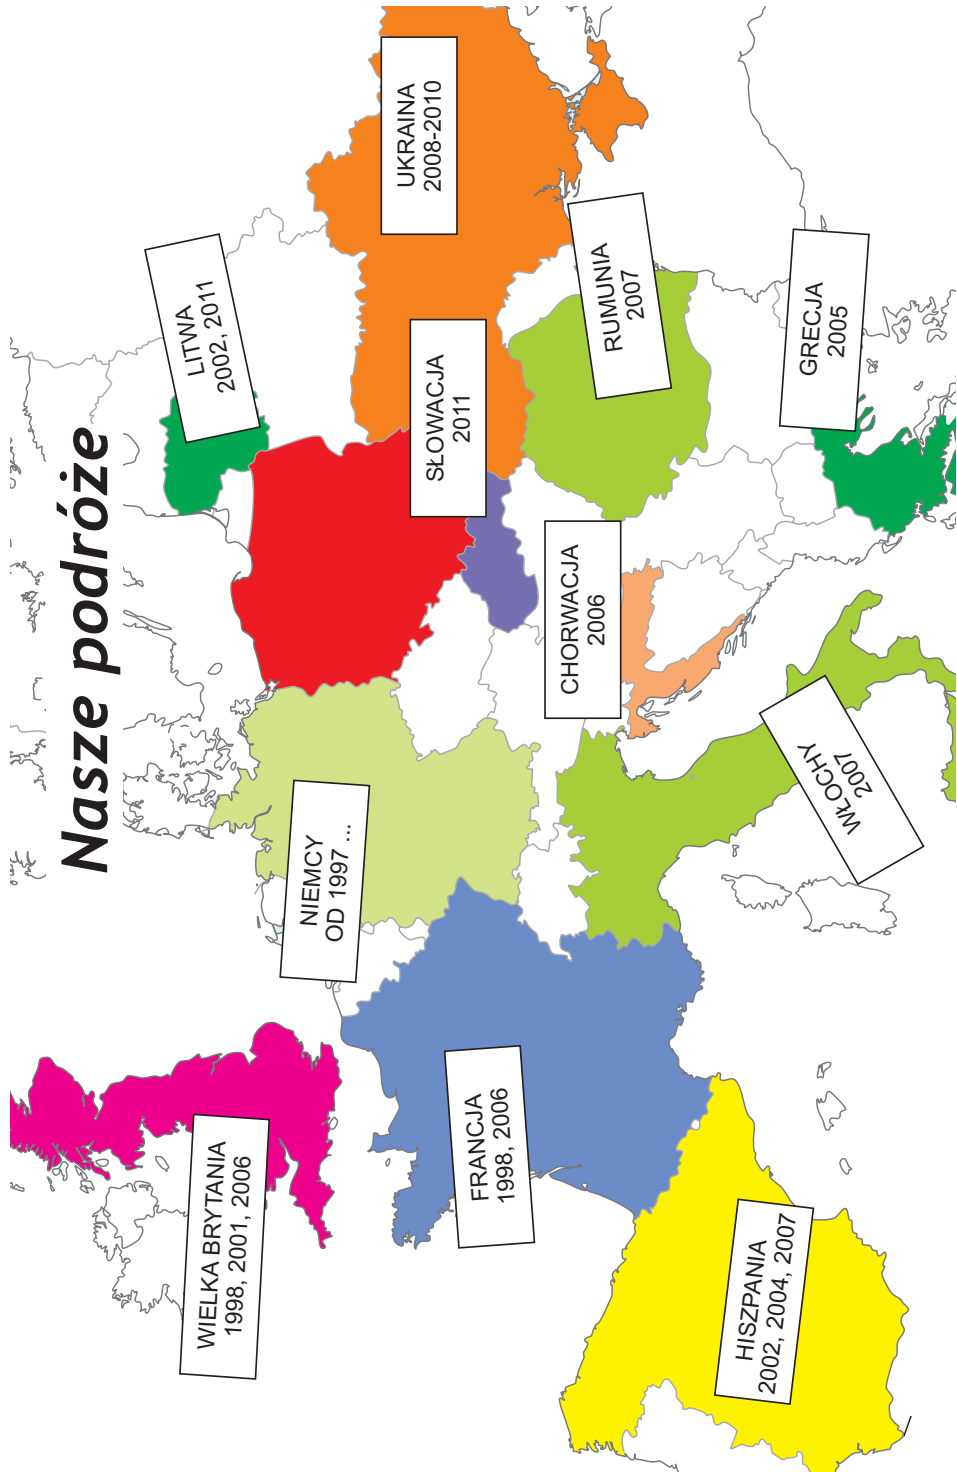 Nasze podróże
WIELKA BRYTANIA
1998, 2001, 2006
NIEMCY
OD 1997 ...
LITWA
2002, 2011
UKRAINA
2008-2010
SŁOWACJA
2011
FRANCJA
1998, 2006
CHORWACJA
2006
RUMUNIA
2007
HISZPANIA
2002, 2004, 2007
WŁOCHY
2007
GRECJA
2005